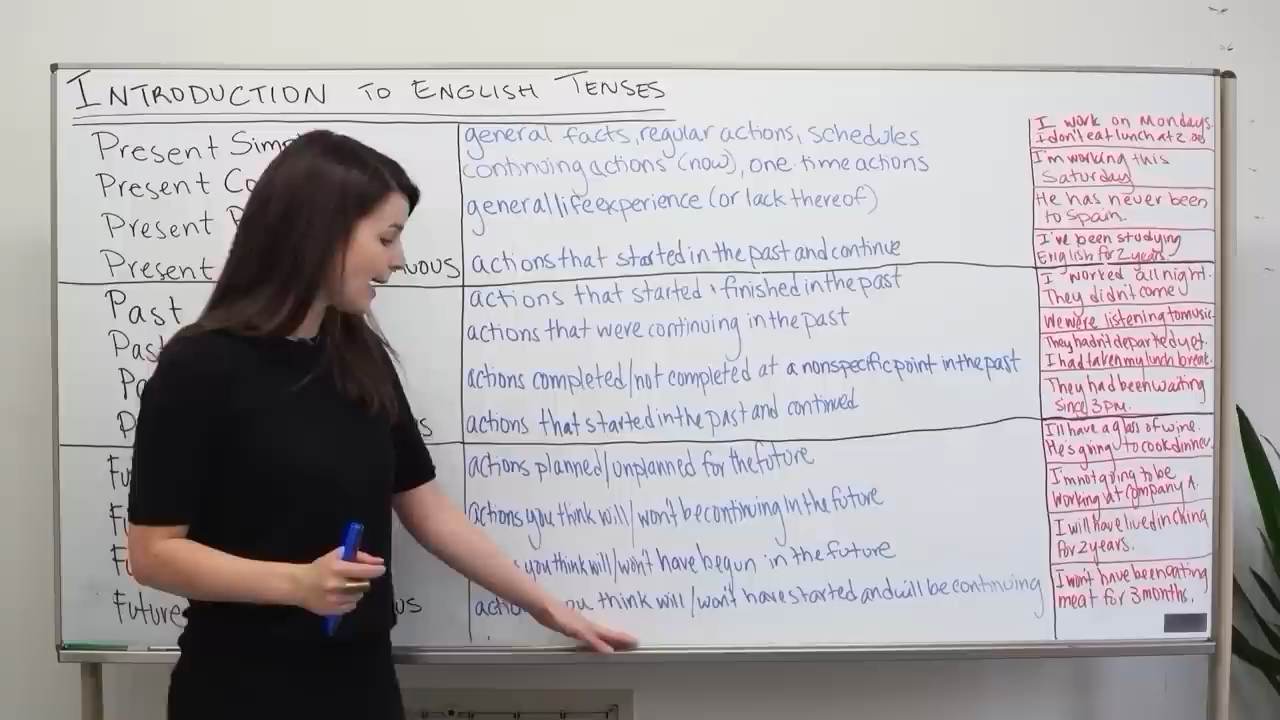 INTRODUCTION TO ENGLISH TENSES
Present Sim
general facts, regular actions, schedules
I work on Mondays.
I don't eat lunch at 2.
Present Co
continuing actions (now), one-time actions
I'm working this
Saturday
Present
general life experience (or lack thereof)
He has never been
to Spain.
Present uous
actions that started in the past and continue
I've been studying
English for 2 years
Past
actions that started + finished in the past
I worked all night.
They didn't come
Past
actions that were continuing in the past
We were listening to music.
Pa
actions completed/not completed at a nonspecific point in the past
They hadn't departed yet.
I had taken my lunch break.
P s
actions that started in the past and continued
They had been waiting
since 3PM.
Fu
actions planned/unplanned for the future
I'll have a glass of wine.
He's going to cook dinner
Fu
actions you think will/won't be continuing in the future
I'm not going to be
working at company A.
Fu
you think will/won't have begun in the future
I will have lived in China
for 2 years.
Future us
actio ou think will/won't have started and will be continuing
I won't have been eating
meat for 3 months.